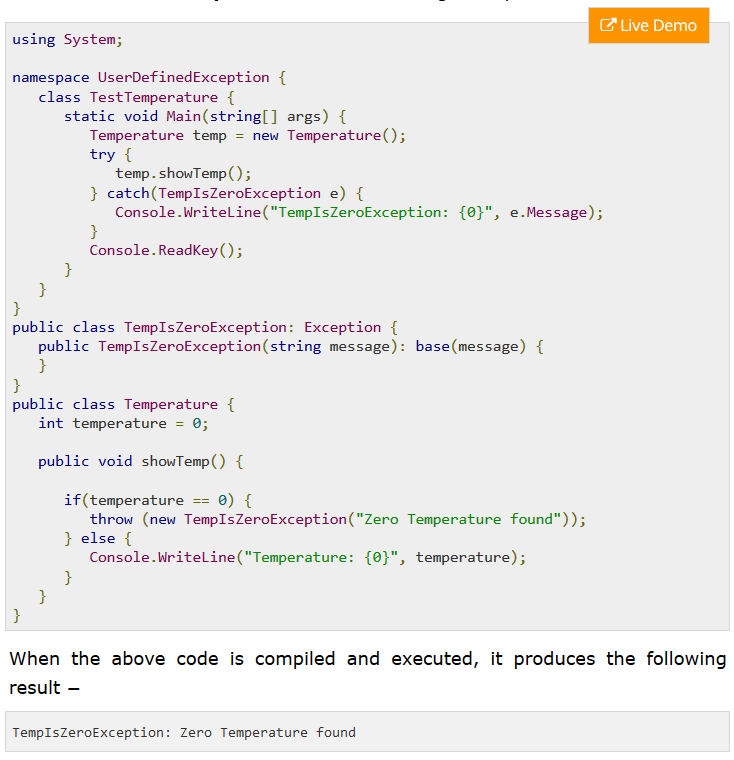 Live Demo
using System;
namespace UserDefinedException {
   class TestTemperature {
      static void Main(string[] args) {
         Temperature temp = new Temperature();
         try {
            temp.showTemp();
         } catch(TempIsZeroException e) {
            Console.WriteLine("TempIsZeroException: {0}", e.Message);
         }
         Console.ReadKey();
      }
   }
}
public class TempIsZeroException: Exception {
   public TempIsZeroException(string message): base(message) {
   }
}
public class Temperature {
   int temperature = 0;
   public void showTemp() {
      if(temperature == 0) {
         throw (new TempIsZeroException("Zero Temperature found"));
      } else {
         Console.WriteLine("Temperature: {0}", temperature);
      }
   }
}
When the above code is compiled and executed, it produces the following
result −
TempIsZeroException: Zero Temperature found